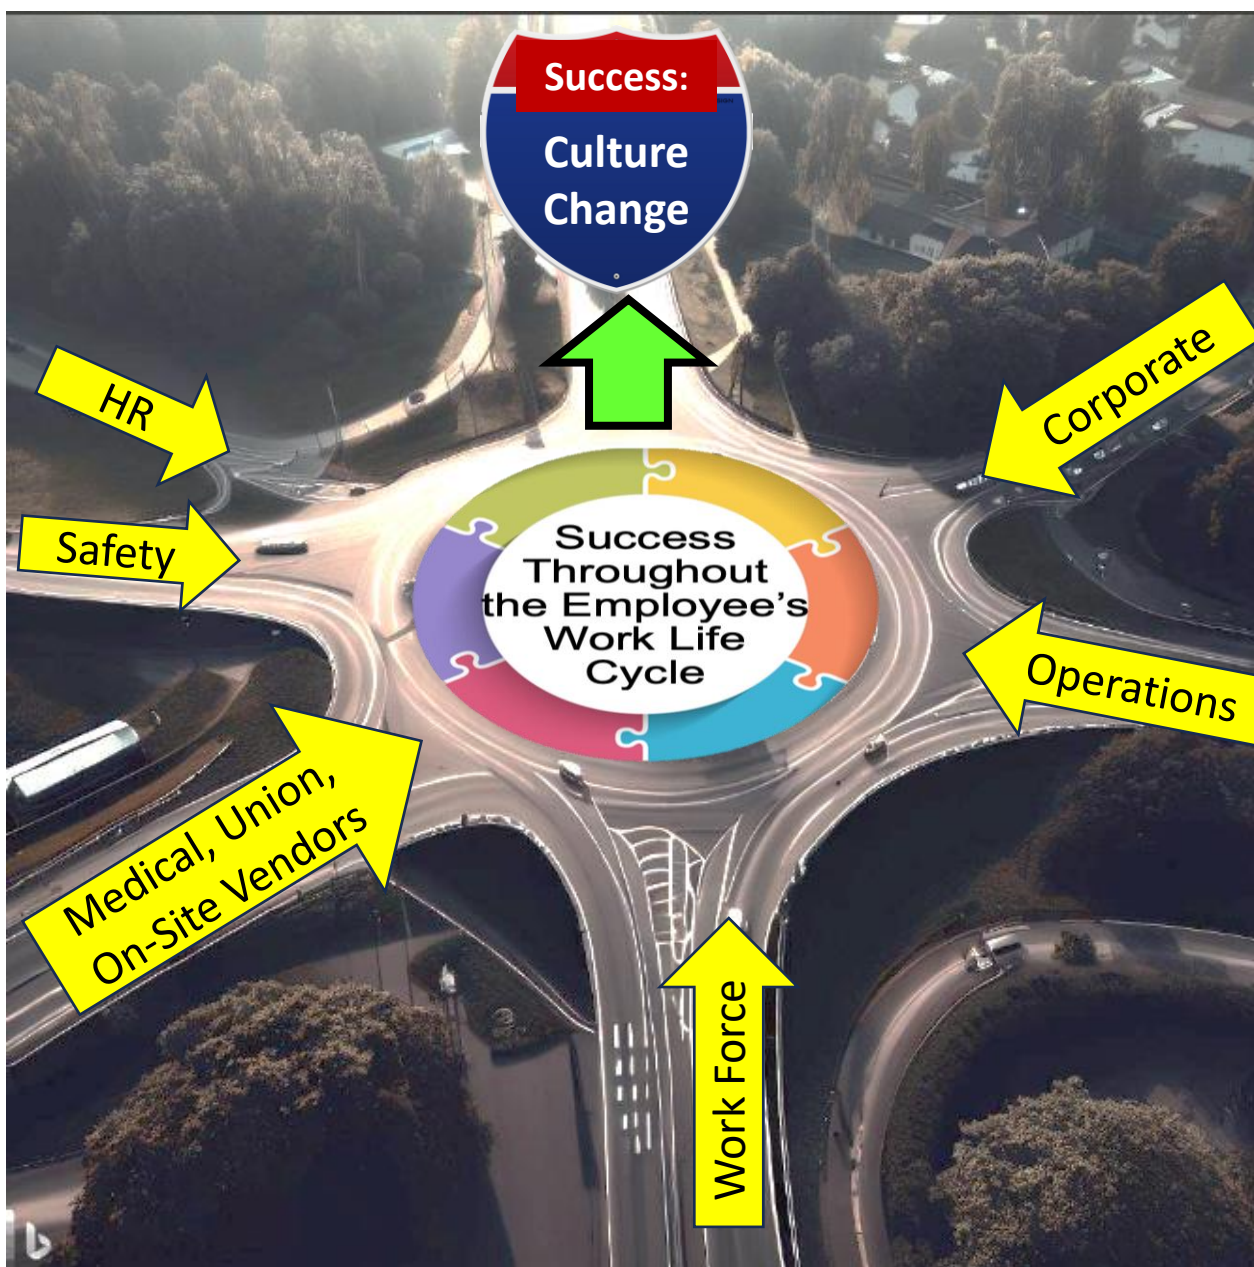 Success:
Culture
Change
HR
Corporate
Safety
Success
Throughout
the Employee's
Work Life
Cycle
Operations
Medical, Union,
On-Site Vendors
Work Force